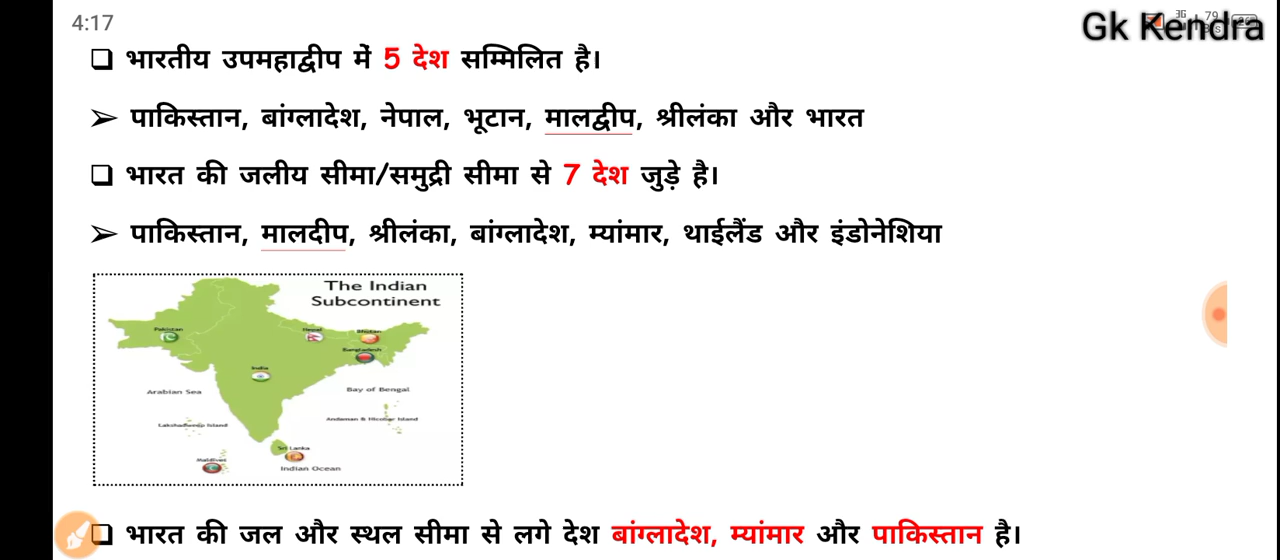 4:17
Gk Kendra
❑ भारतीय उपमहाद्वीप में 5 देश सम्मिलित है।
➢ पाकिस्तान, बांग्लादेश, नेपाल, भूटान, मालद्वीप, श्रीलंका और भारत
❑ भारत की जलीय सीमा/समुद्री सीमा से 7 देश जुड़े है।
➢ पाकिस्तान, मालदीप, श्रीलंका, बांग्लादेश, म्यांमार, थाईलैंड और इंडोनेशिया
The Indian
Subcontinent
Pakistan
Nepal
Bhutan
Bangladesh
India
Arabian Sea
Bay of Bengal
Lakshadweep Island
Andaman & Nicobar Island
Sri Lanka
Maldives
Indian Ocean
❑ भारत की जल और स्थल सीमा से लगे देश बांग्लादेश, म्यांमार और पाकिस्तान है।